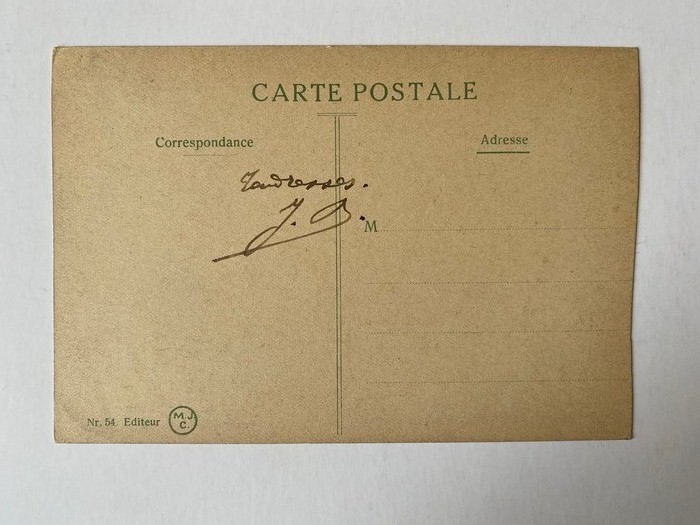 CARTE POSTALE
Correspondance
Adresse
Tendresses.
J. B.
M
Nr. 54 Editeur M.J.C.